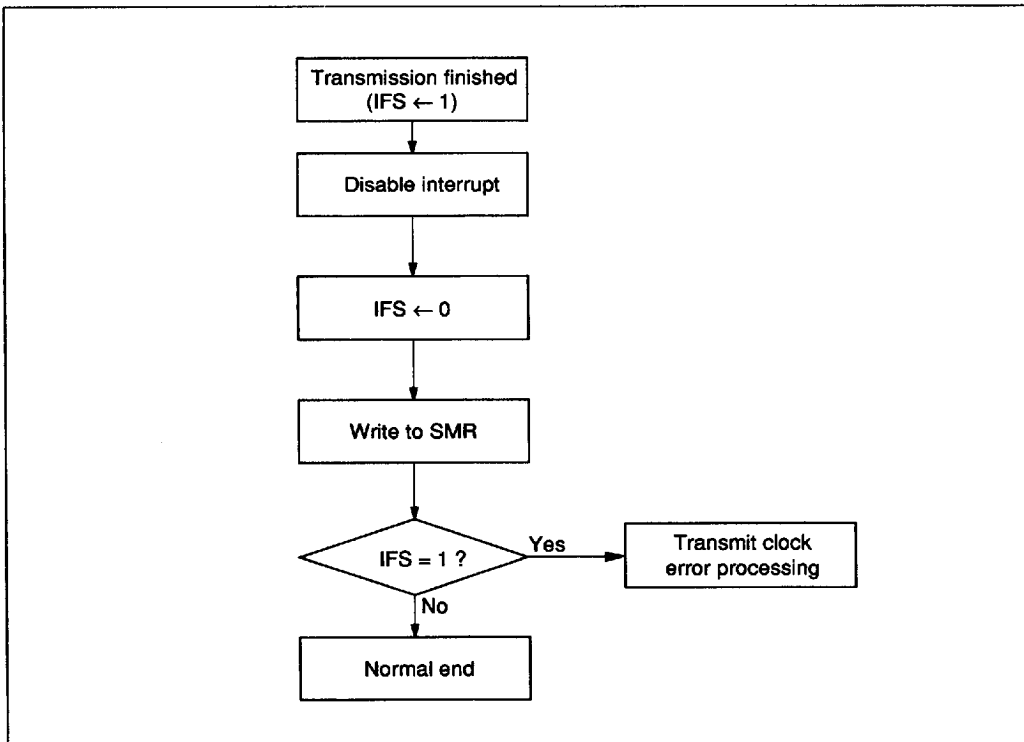 Transmission finished
(IFS ← 1)
Disable interrupt
IFS ← 0
Write to SMR
IFS = 1 ?
Yes
Transmit clock
error processing
No
Normal end